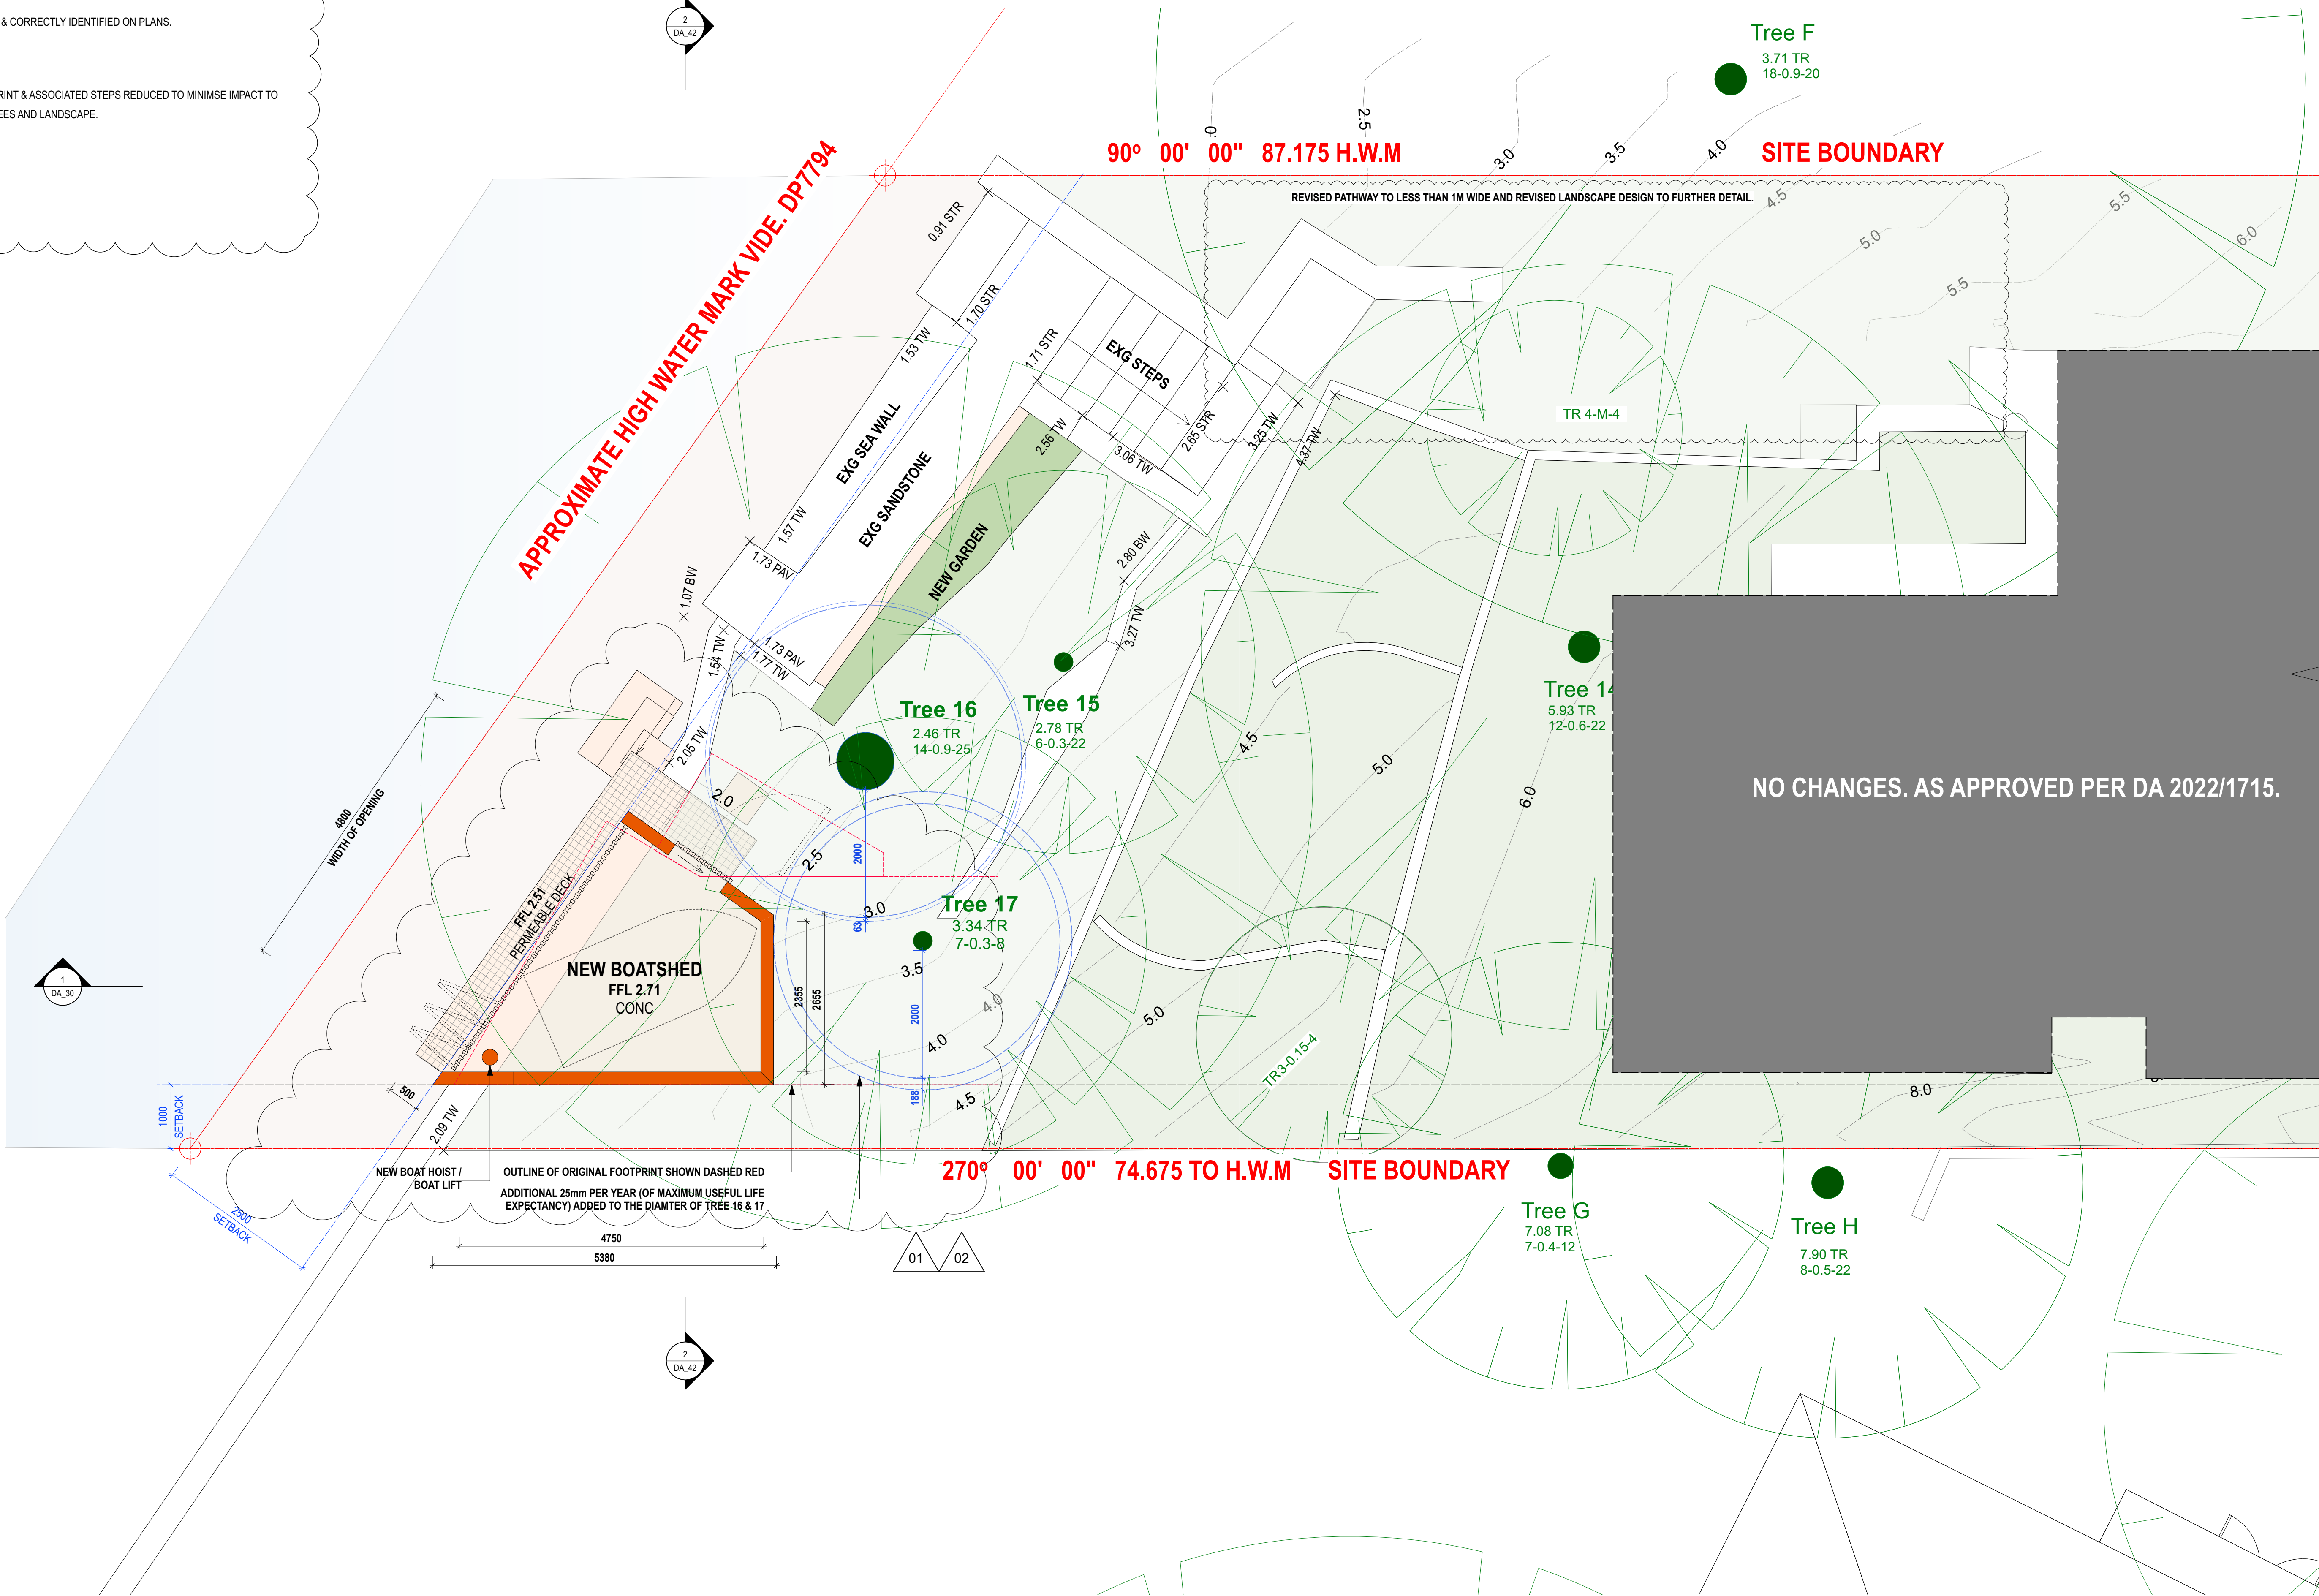 & CORRECTLY IDENTIFIED ON PLANS.
RINT & ASSOCIATED STEPS REDUCED TO MINIMSE IMPACT TO
EES AND LANDSCAPE.
2
DA_42
Tree F
3.71 TR
18-0.9-20
APPROXIMATE HIGH WATER MARK VIDE. DP7794
90º 00' 00" 87.175 H.W.M
SITE BOUNDARY
REVISED PATHWAY TO LESS THAN 1M WIDE AND REVISED LANDSCAPE DESIGN TO FURTHER DETAIL.
2.5
3.0
3.5
4.0
4.5
5.0
5.5
5.5
6.0
0.91 STR
1.70 STR
1.53 TW
1.71 STR
EXG STEPS
2.56 TW
3.06 TW
2.65 STR
3.25 TW
4.37 TW
TR 4-M-4
EXG SEA WALL
EXG SANDSTONE
NEW GARDEN
1.57 TW
1.73 PAV
1.07 BW
1.54 TW
1.73 PAV
1.77 TW
2.80 BW
3.27 TW
2.05 TW
Tree 16
2.46 TR
14-0.9-25
Tree 15
2.78 TR
6-0.3-22
Tree 14
5.93 TR
12-0.6-22
NO CHANGES. AS APPROVED PER DA 2022/1715.
4.5
5.0
6.0
2.0
2.5
3.0
2000
63
Tree 17
3.34 TR
7-0.3-8
3.5
4.0
4.0
4.5
5.0
2000
188
4800
WIDTH OF OPENING
FFL 2.51
PERMEABLE DECK
NEW BOATSHED
FFL 2.71
CONC
2355
2655
1
DA_30
TR3-0.15-4
8.0
500
1000
SETBACK
2.09 TW
2500
SETBACK
NEW BOAT HOIST /
BOAT LIFT
OUTLINE OF ORIGINAL FOOTPRINT SHOWN DASHED RED
ADDITIONAL 25mm PER YEAR (OF MAXIMUM USEFUL LIFE
EXPECTANCY) ADDED TO THE DIAMTER OF TREE 16 & 17
270º 00' 00" 74.675 TO H.W.M
SITE BOUNDARY
4750
5380
01
02
Tree G
7.08 TR
7-0.4-12
Tree H
7.90 TR
8-0.5-22
2
DA_42